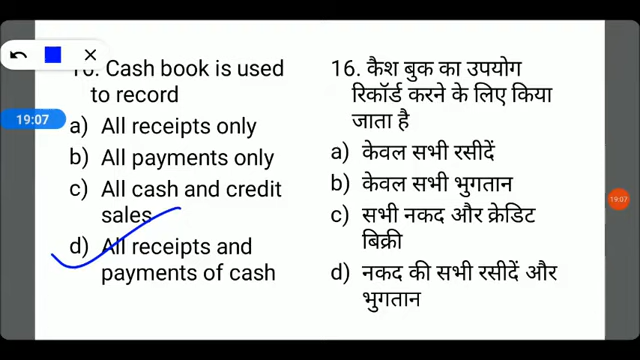 16. Cash book is used
to record
a) All receipts only
b) All payments only
c) All cash and credit
sales
d) All receipts and
payments of cash
16. कैश बुक का उपयोग
रिकॉर्ड करने के लिए किया
जाता है
a) केवल सभी रसीदें
b) केवल सभी भुगतान
c) सभी नकद और क्रेडिट
बिक्री
d) नकद की सभी रसीदें और
भुगतान
19:07
19:07